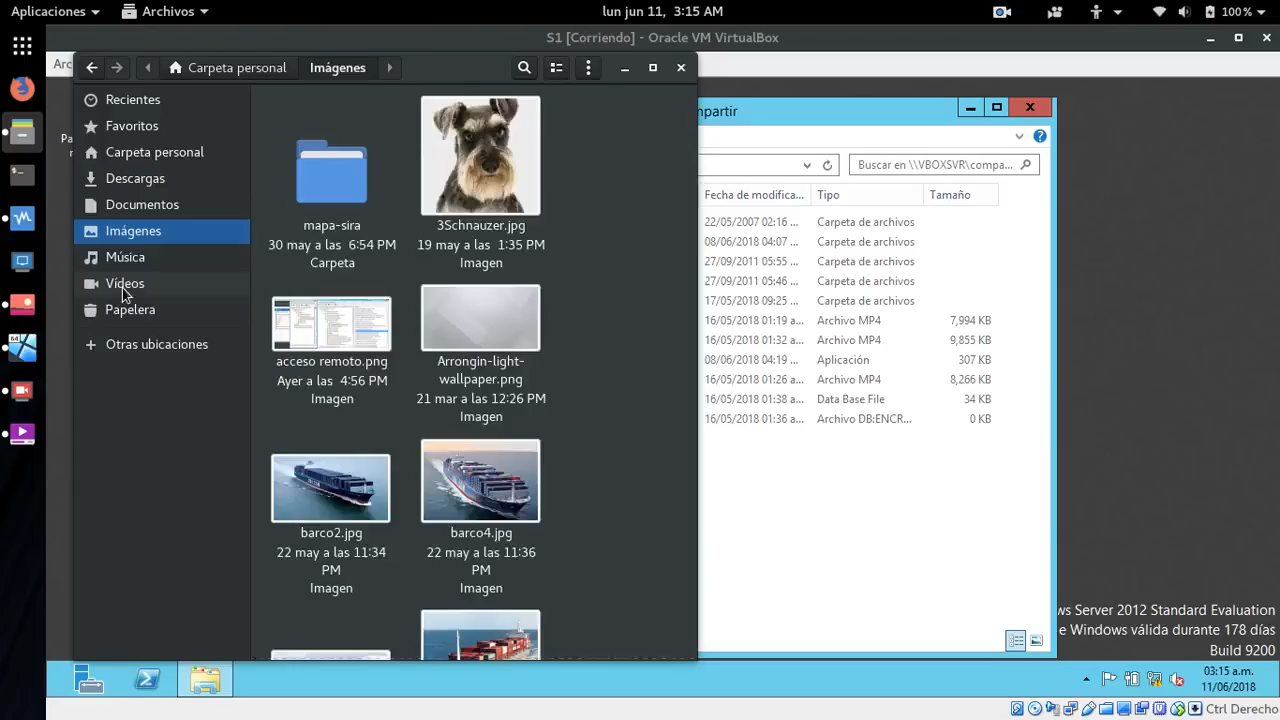 Aplicaciones
Archivos
lun jun 11, 3:15 AM
100%
S1 [Corriendo] - Oracle VM VirtualBox
Arc
Carpeta personal
Imágenes
Recientes
Favoritos
Carpeta personal
Descargas
Documentos
Imágenes
Música
Vídeos
Papelera
Otras ubicaciones
mapa-sira
30 may a las 6:54 PM
Carpeta
3Schnauzer.jpg
19 may a las 1:35 PM
Imagen
acceso remoto.png
Ayer a las 4:56 PM
Imagen
Arrongin-light-
wallpaper.png
21 mar a las 12:26 PM
Imagen
barco2.jpg
22 may a las 11:34
PM
Imagen
barco4.jpg
22 may a las 11:36
PM
Imagen
Pa
mpartir
Buscar en \\VBOXSVR\compa...
Fecha de modifica... Tipo Tamaño
22/05/2007 02:16 ... Carpeta de archivos
08/06/2018 04:07 ... Carpeta de archivos
27/09/2011 05:55 ... Carpeta de archivos
27/09/2011 05:46 ... Carpeta de archivos
17/05/2018 09:25 ... Carpeta de archivos
16/05/2018 01:19 a... Archivo MP4 7,994 KB
16/05/2018 01:32 a... Archivo MP4 9,855 KB
08/06/2018 04:19 ... Aplicación 307 KB
16/05/2018 01:26 a... Archivo MP4 8,266 KB
16/05/2018 01:38 a... Data Base File 34 KB
16/05/2018 01:36 a... Archivo DB:ENCR... 0 KB
ws Server 2012 Standard Evaluation
e Windows válida durante 178 días
Build 9200
03:15 a.m.
11/06/2018
Ctrl Derecho